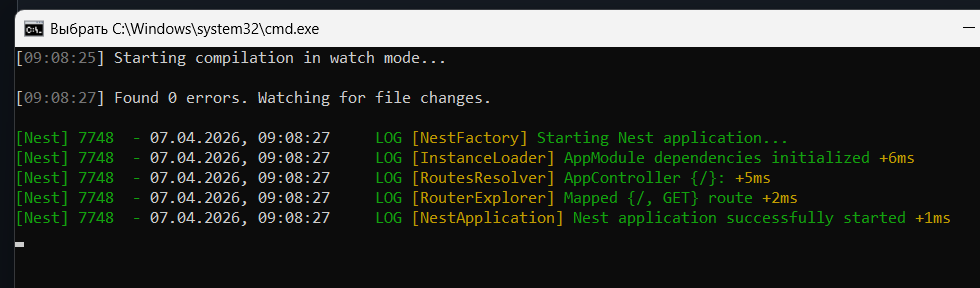 Выбрать C:\Windows\system32\cmd.exe
[09:08:25] Starting compilation in watch mode...
[09:08:27] Found 0 errors. Watching for file changes.
[Nest] 7748  - 07.04.2026, 09:08:27     LOG [NestFactory] Starting Nest application...
[Nest] 7748  - 07.04.2026, 09:08:27     LOG [InstanceLoader] AppModule dependencies initialized +6ms
[Nest] 7748  - 07.04.2026, 09:08:27     LOG [RoutesResolver] AppController {/}: +5ms
[Nest] 7748  - 07.04.2026, 09:08:27     LOG [RouterExplorer] Mapped {/, GET} route +2ms
[Nest] 7748  - 07.04.2026, 09:08:27     LOG [NestApplication] Nest application successfully started +1ms